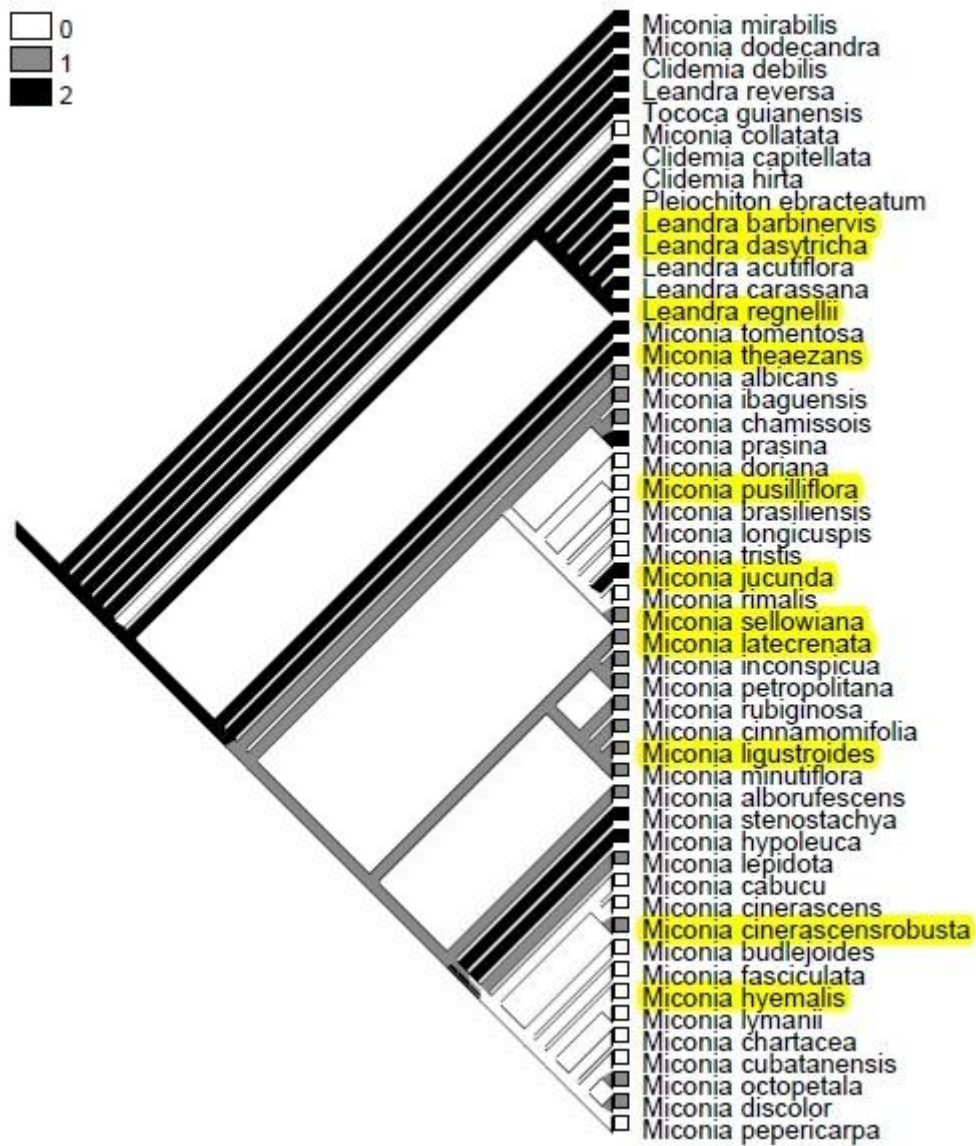 0
1
2
Miconia mirabilis
Miconia dodecandra
Clidemia debilis
Leandra reversa
Tococa guianensis
Miconia collatata
Clidemia capitellata
Clidemia hirta
Pleiochiton ebracteatum
Leandra barbinervis
Leandra dasytricha
Leandra acutiflora
Leandra carassana
Leandra regnellii
Miconia tomentosa
Miconia theaezans
Miconia albicans
Miconia ibaguensis
Miconia chamissois
Miconia prasina
Miconia doriana
Miconia pusilliflora
Miconia brasiliensis
Miconia longicuspis
Miconia tristis
Miconia jucunda
Miconia rimalis
Miconia sellowiana
Miconia latecrenata
Miconia inconspicua
Miconia petropolitana
Miconia rubiginosa
Miconia cinnamomifolia
Miconia ligustroides
Miconia minutiflora
Miconia alborufescens
Miconia stenostachya
Miconia hypoleuca
Miconia lepidota
Miconia cabucu
Miconia cinerascens
Miconia cinerascensrobusta
Miconia budlejoides
Miconia fasciculata
Miconia hyemalis
Miconia lymanii
Miconia chartacea
Miconia cubatanensis
Miconia octopetala
Miconia discolor
Miconia pepericarpa